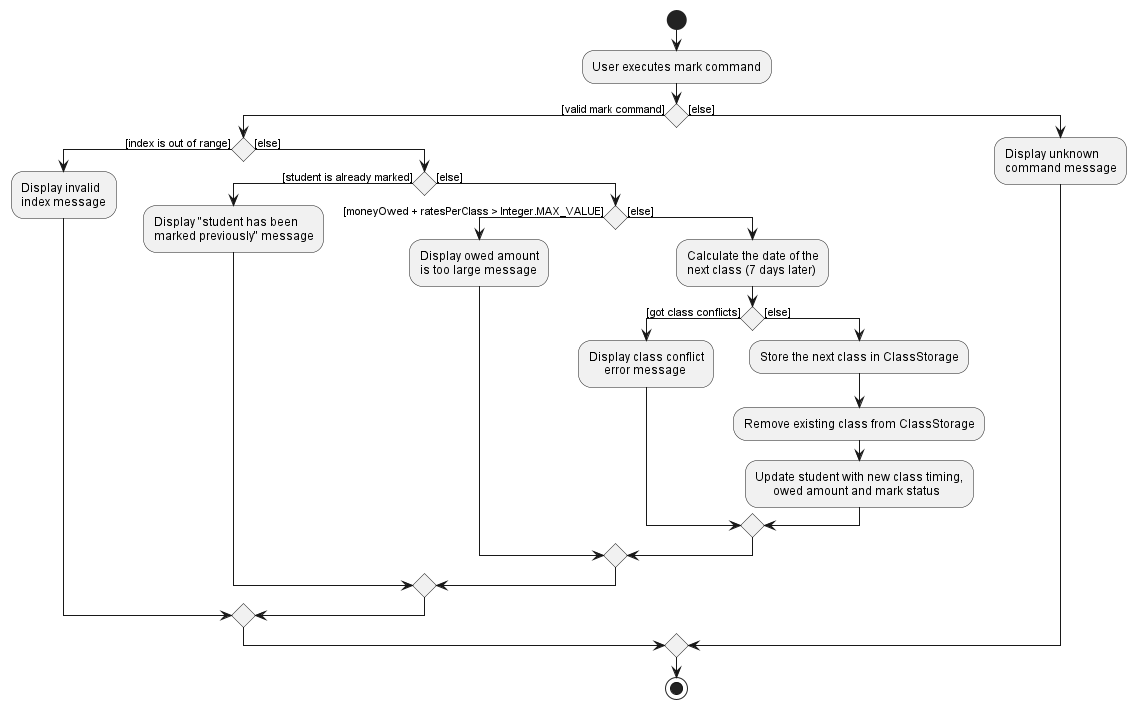 User executes mark command
[valid mark command]
[else]
[index is out of range]
[else]
Display unknown
command message
Display invalid
index message
[student is already marked]
[else]
Display "student has been
marked previously" message
[moneyOwed + ratesPerClass > Integer.MAX_VALUE]
[else]
Display owed amount
is too large message
Calculate the date of the
next class (7 days later)
[got class conflicts]
[else]
Display class conflict
error message
Store the next class in ClassStorage
Remove existing class from ClassStorage
Update student with new class timing,
owed amount and mark status